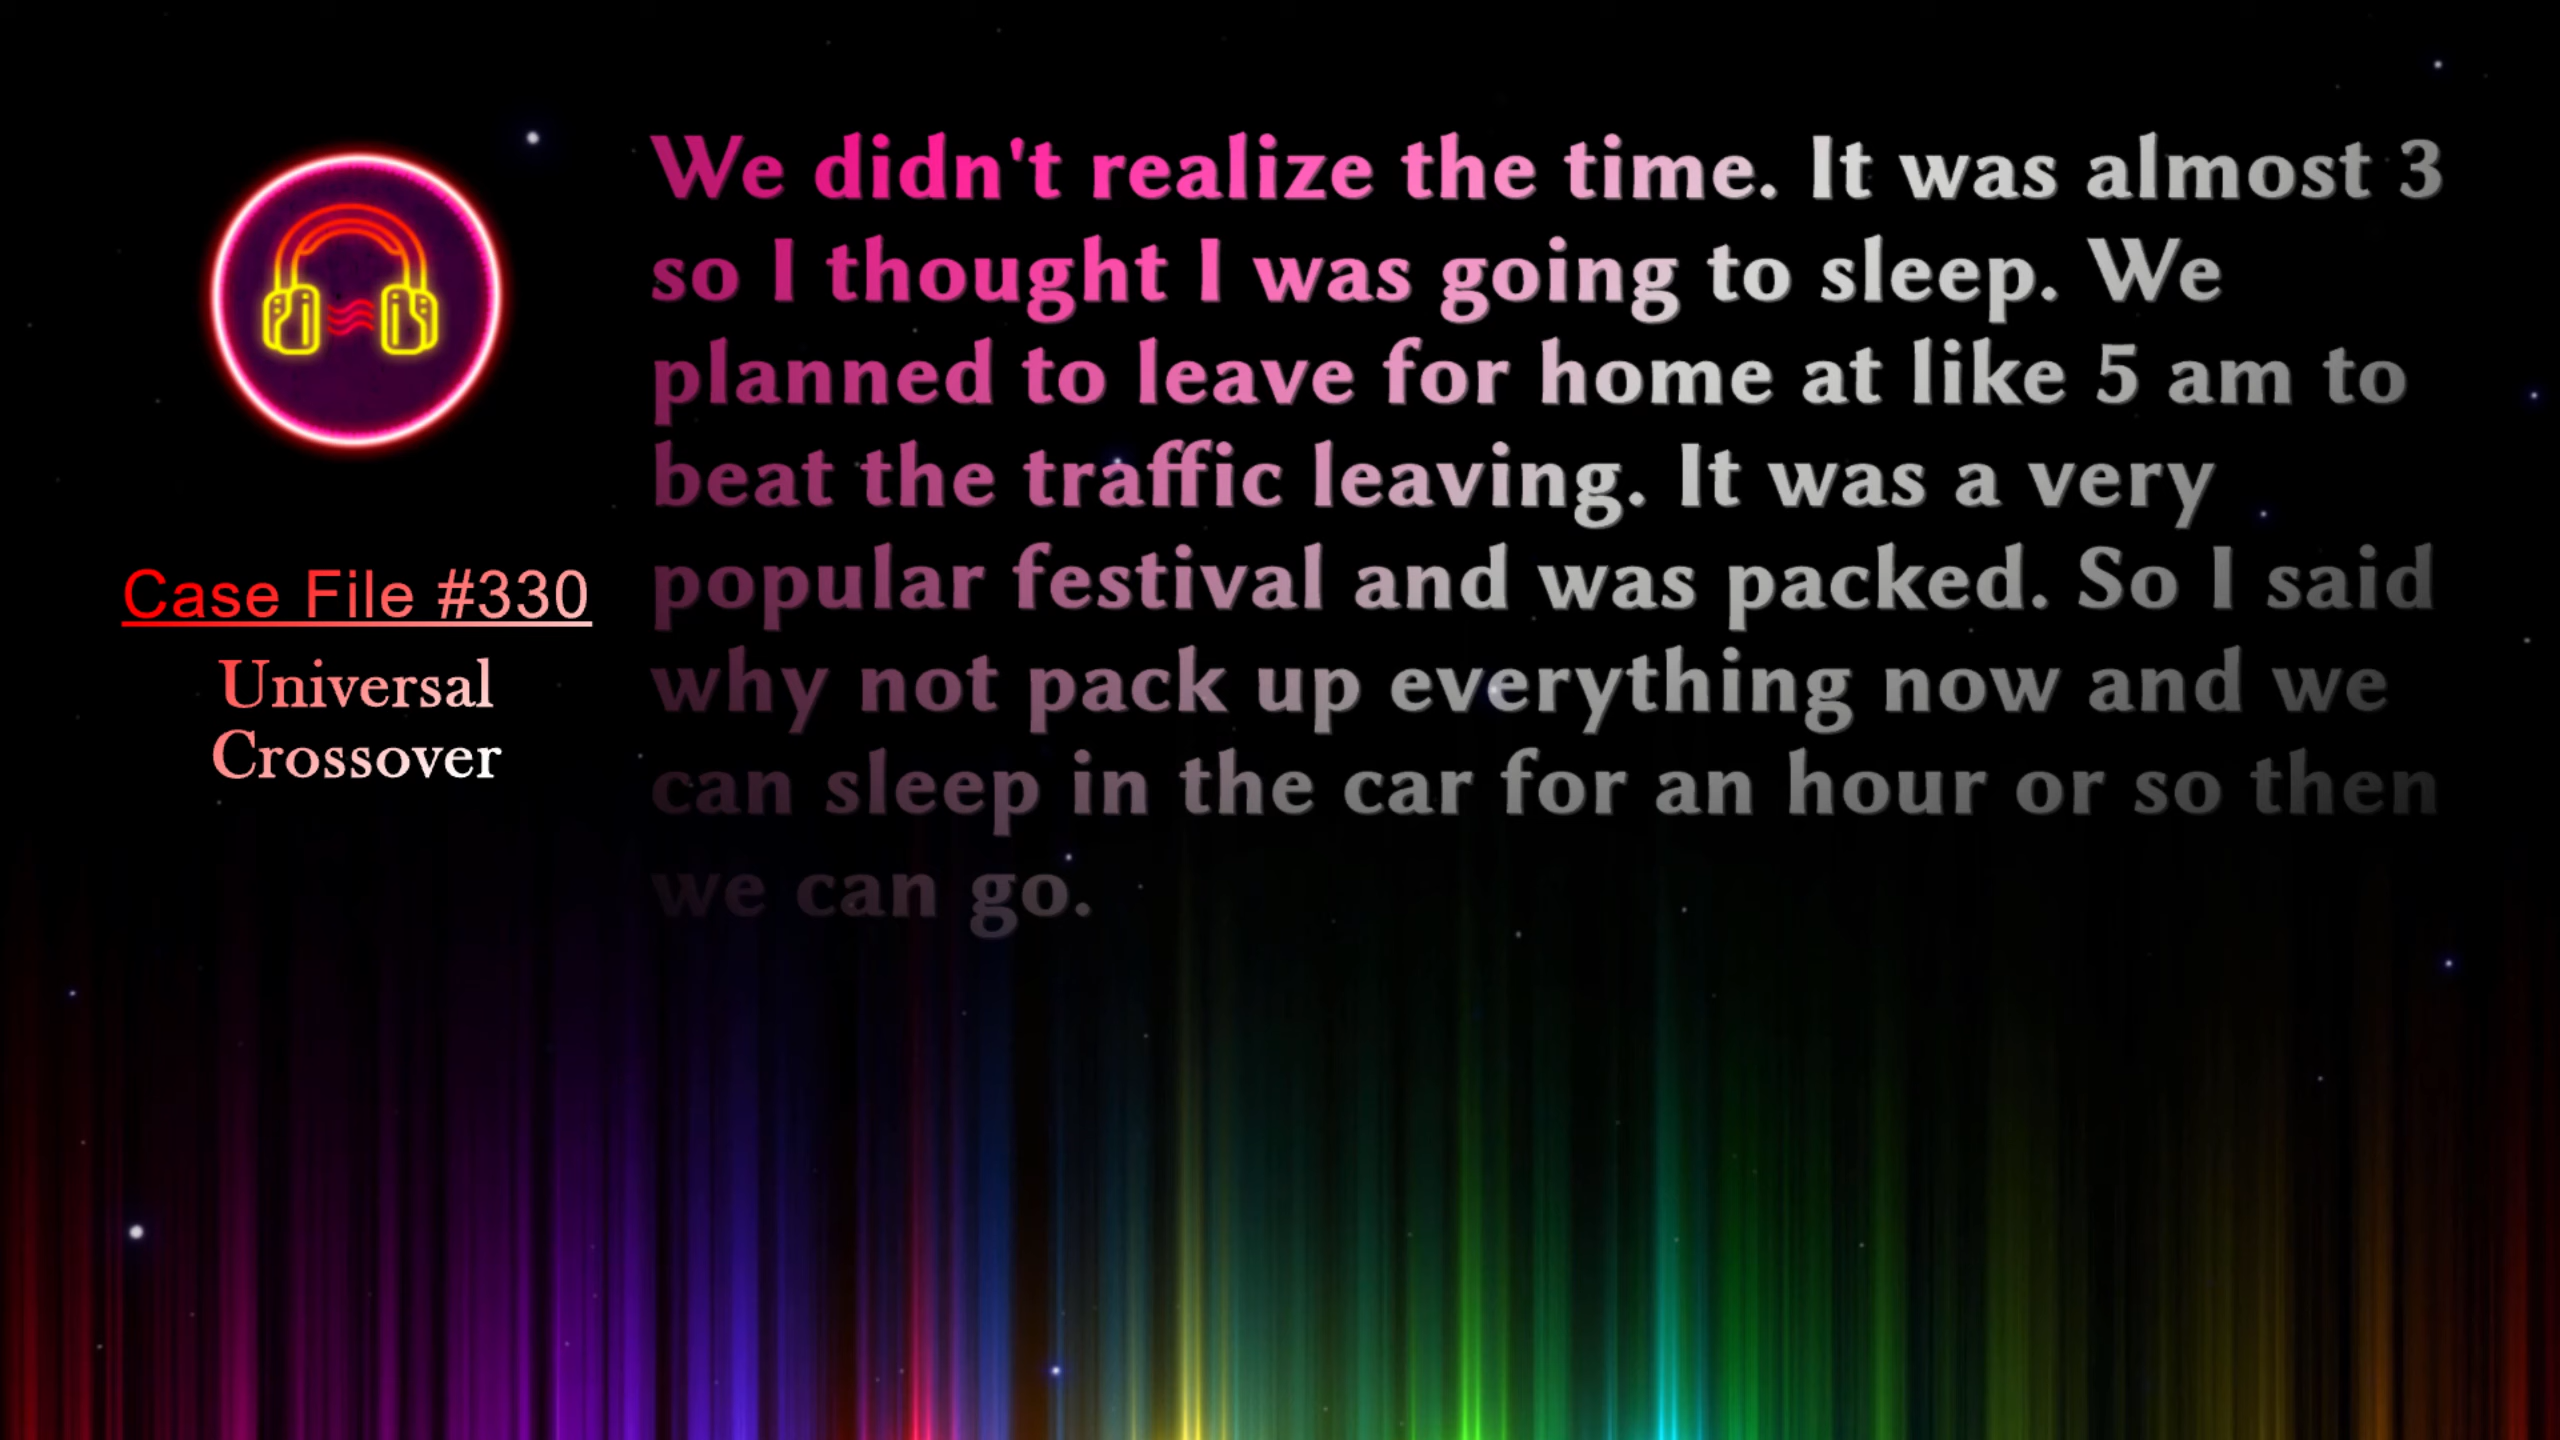 Case File #330
Universal
Crossover
We didn't realize the time. It was almost 3
so I thought I was going to sleep. We
planned to leave for home at like 5 am to
beat the traffic leaving. It was a very
popular festival and was packed. So I said
why not pack up everything now and we
can sleep in the car for an hour or so then
we can go.